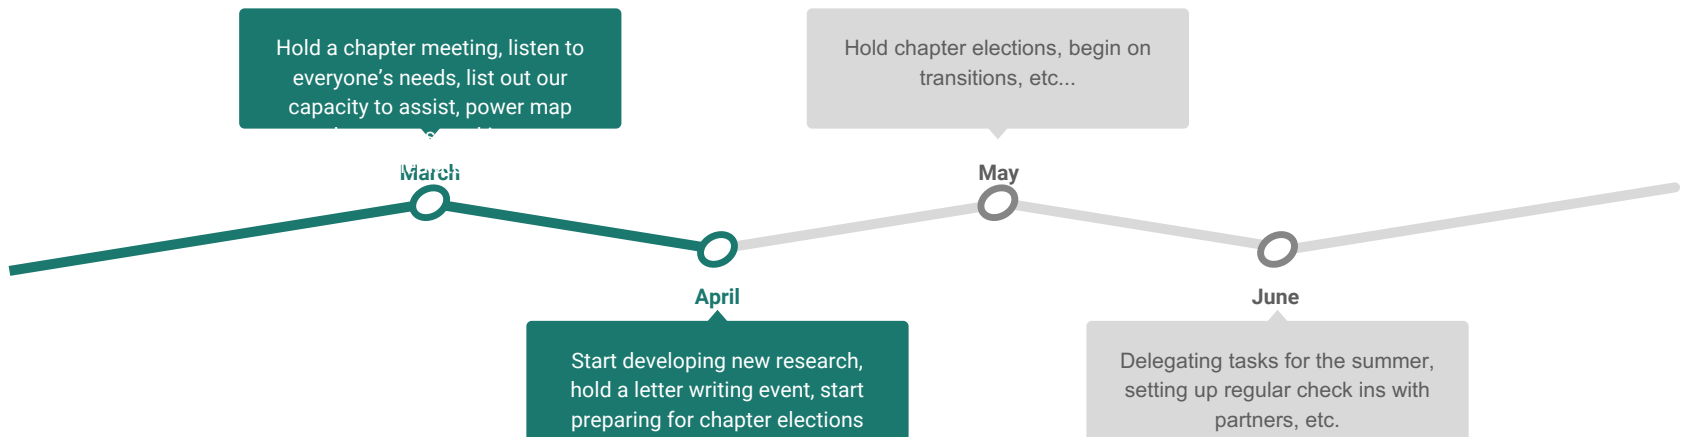 Hold a chapter meeting, listen to
everyone’s needs, list out our
capacity to assist, power map
March
Hold chapter elections, begin on
transitions, etc...
May
April
Start developing new research,
hold a letter writing event, start
preparing for chapter elections
June
Delegating tasks for the summer,
setting up regular check ins with
partners, etc.